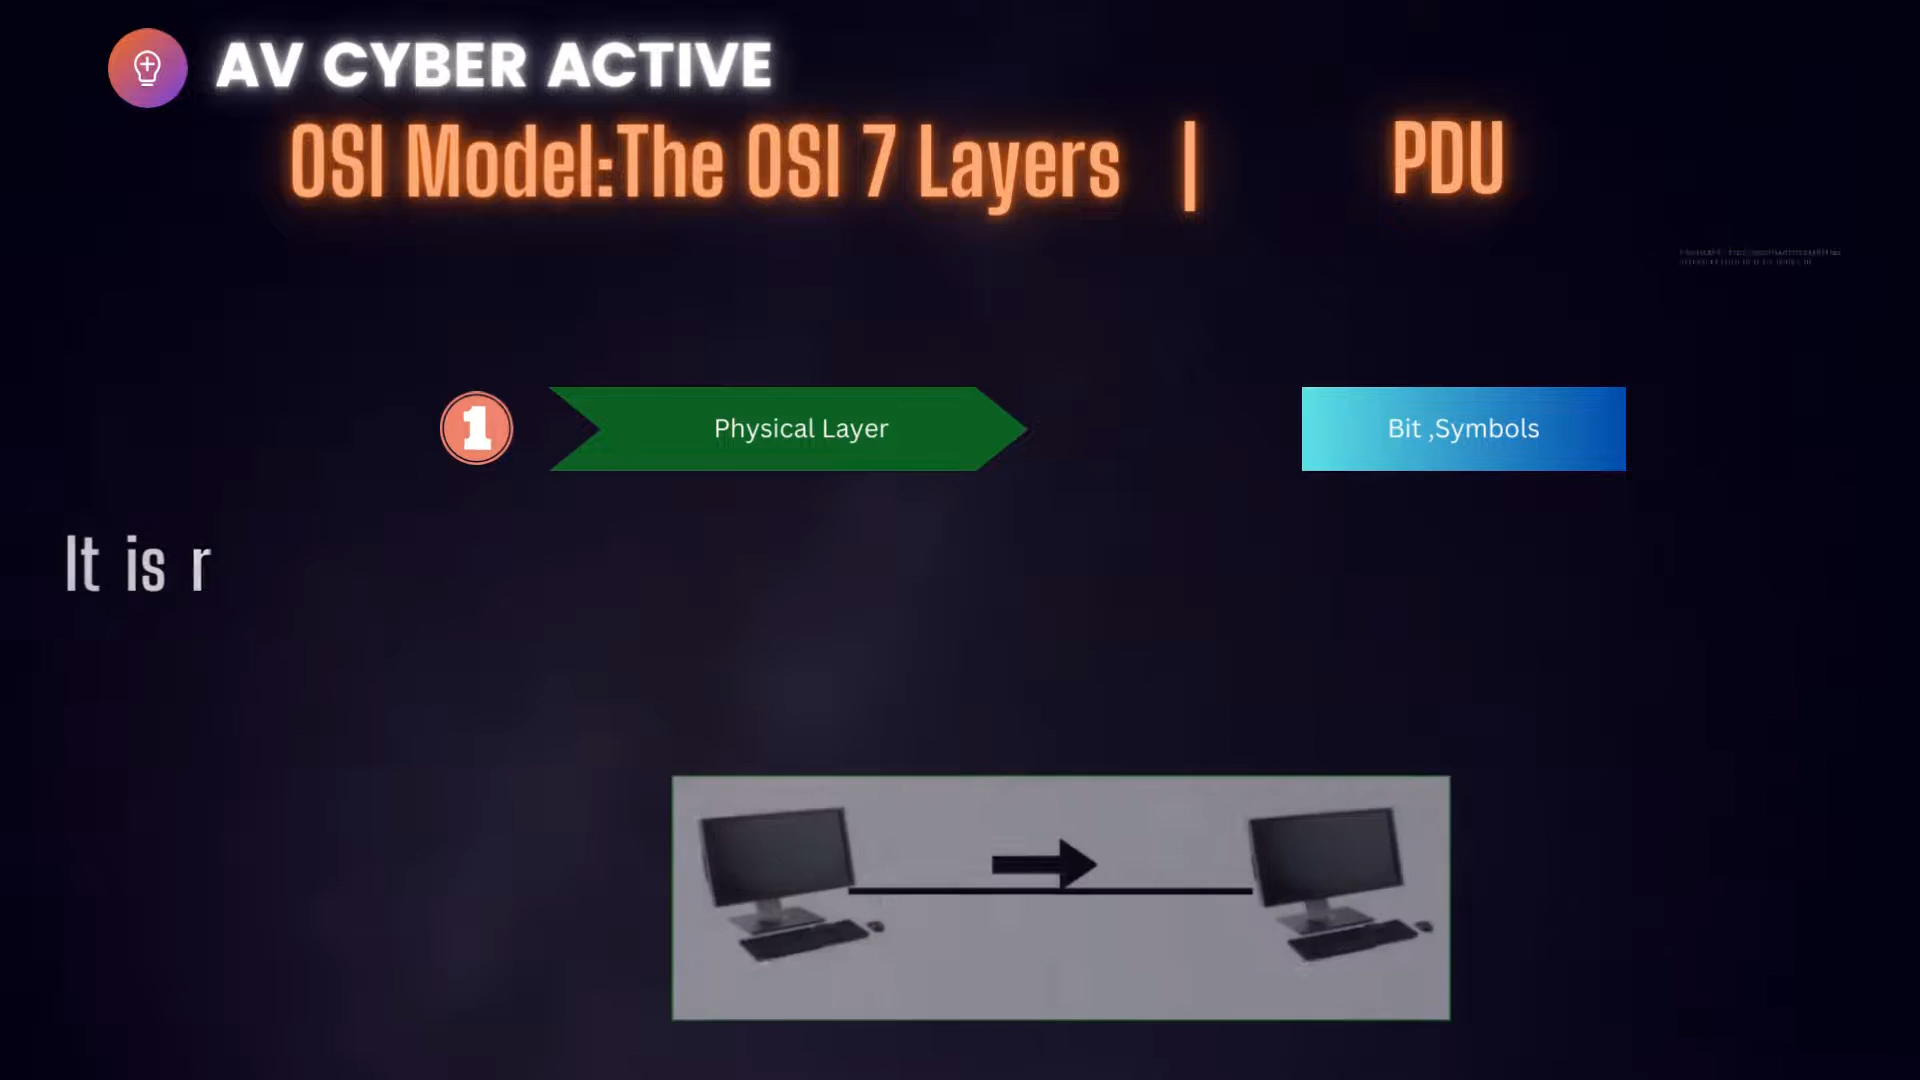 AV CYBER ACTIVE
OSI Model:The OSI 7 Layers | PDU
1 Physical Layer Bit ,Symbols
It is r